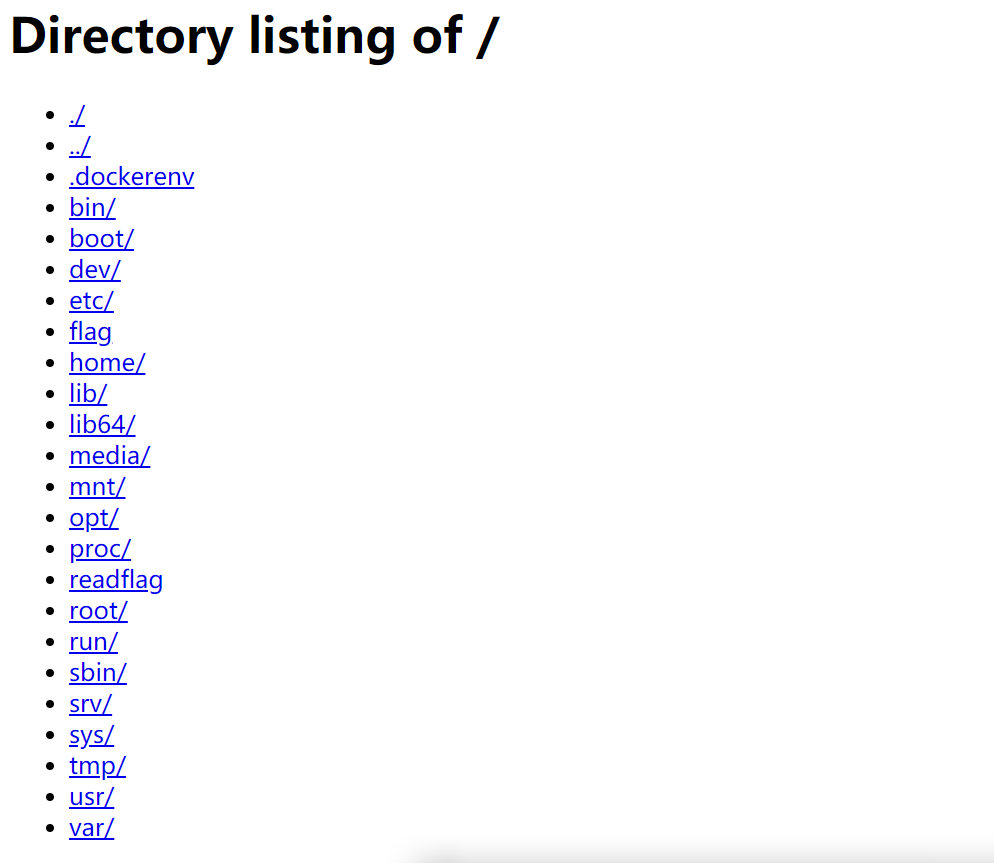 Directory listing of /
./
../
.dockerenv
bin/
boot/
dev/
etc/
flag
home/
lib/
lib64/
media/
mnt/
opt/
proc/
readflag
root/
run/
sbin/
srv/
sys/
tmp/
usr/
var/